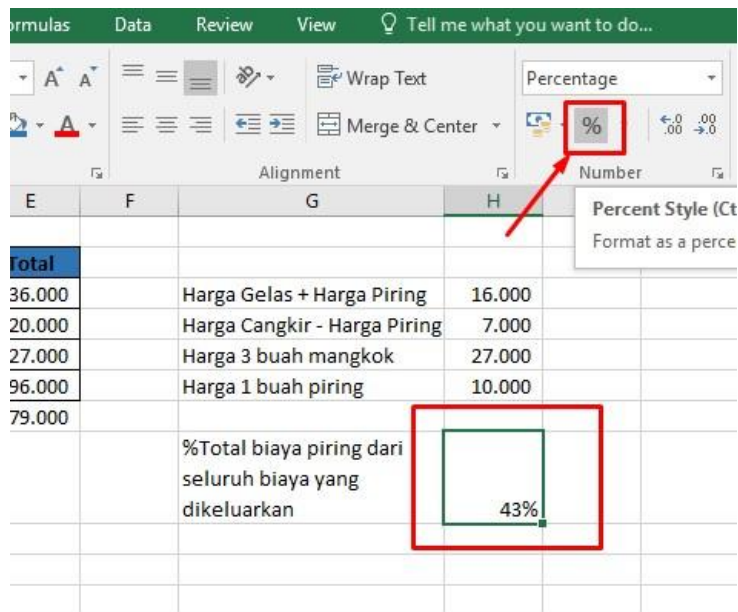 Data Review View Tell me what you want to do...
Wrap Text Percentage
Merge & Center %
Alignment Number
E F G H
Percent Style
Format as a
Total
36.000 Harga Gelas + Harga Piring 16.000
20.000 Harga Cangkir - Harga Piring 7.000
27.000 Harga 3 buah mangkok 27.000
96.000 Harga 1 buah piring 10.000
79.000
%Total biaya piring dari
seluruh biaya yang
dikeluarkan 43%